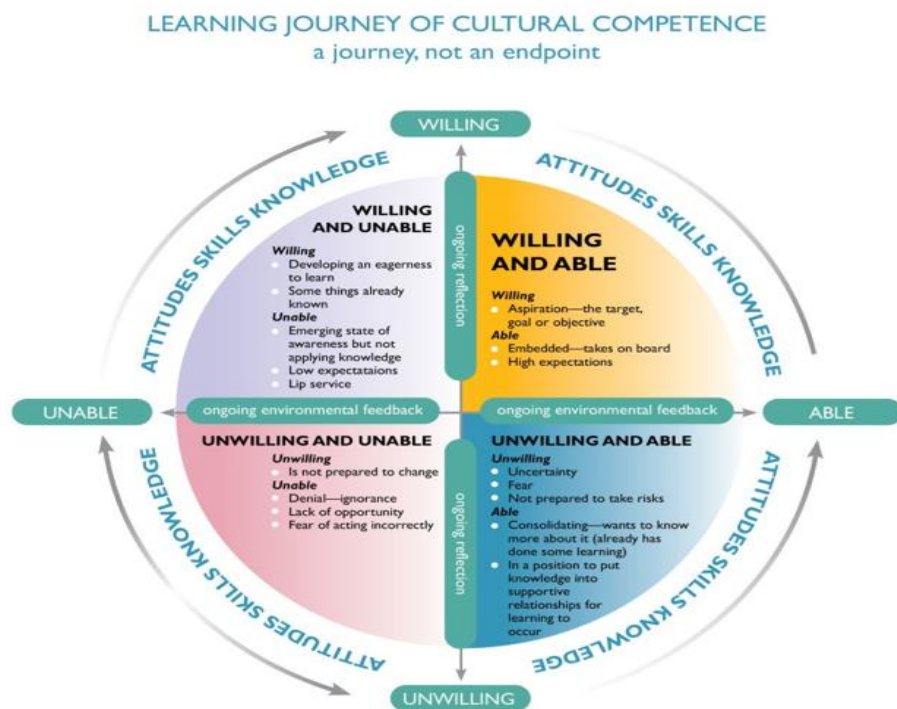 LEARNING JOURNEY OF CULTURAL COMPETENCE
a journey, not an endpoint
WILLING
ATTITUDES SKILLS KNOWLEDGE
ATTITUDES SKILLS KNOWLEDGE
WILLING
AND UNABLE
Willing
Developing an eagerness
to learn
Some things already
known
Unable
Emerging state of
awareness but not
applying knowledge
Low expectataions
Lip service
ongoing reflection
WILLING
AND ABLE
Willing
Aspiration—the target,
goal or objective
Able
Embedded—takes on board
High expectations
UNABLE
ongoing environmental feedback
ongoing environmental feedback
ABLE
UNWILLING AND UNABLE
Unwilling
Is not prepared to change
Unable
Denial—ignorance
Lack of opportunity
Fear of acting incorrectly
ongoing reflection
UNWILLING AND ABLE
Unwilling
Uncertainty
Fear
Not prepared to take risks
Able
Consolidating—wants to know
more about it (already has
done some learning)
In a position to put
knowledge into
supportive
relationships for
learning to
occur
ATTITUDES SKILLS KNOWLEDGE
ATTITUDES SKILLS KNOWLEDGE
UNWILLING